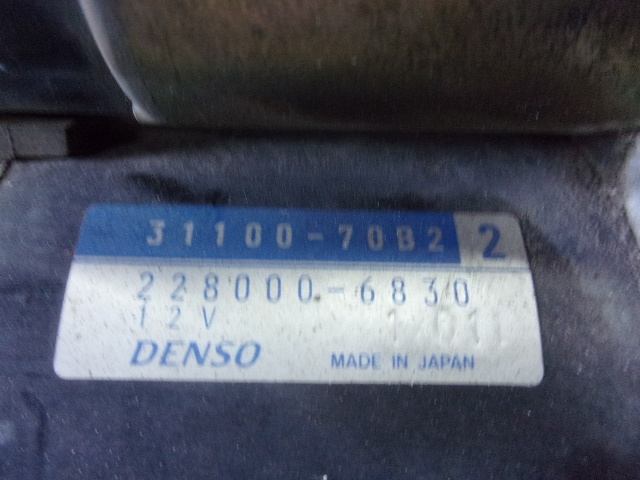 31100-70B2 2
228000-6830
12V
DENSO MADE IN JAPAN